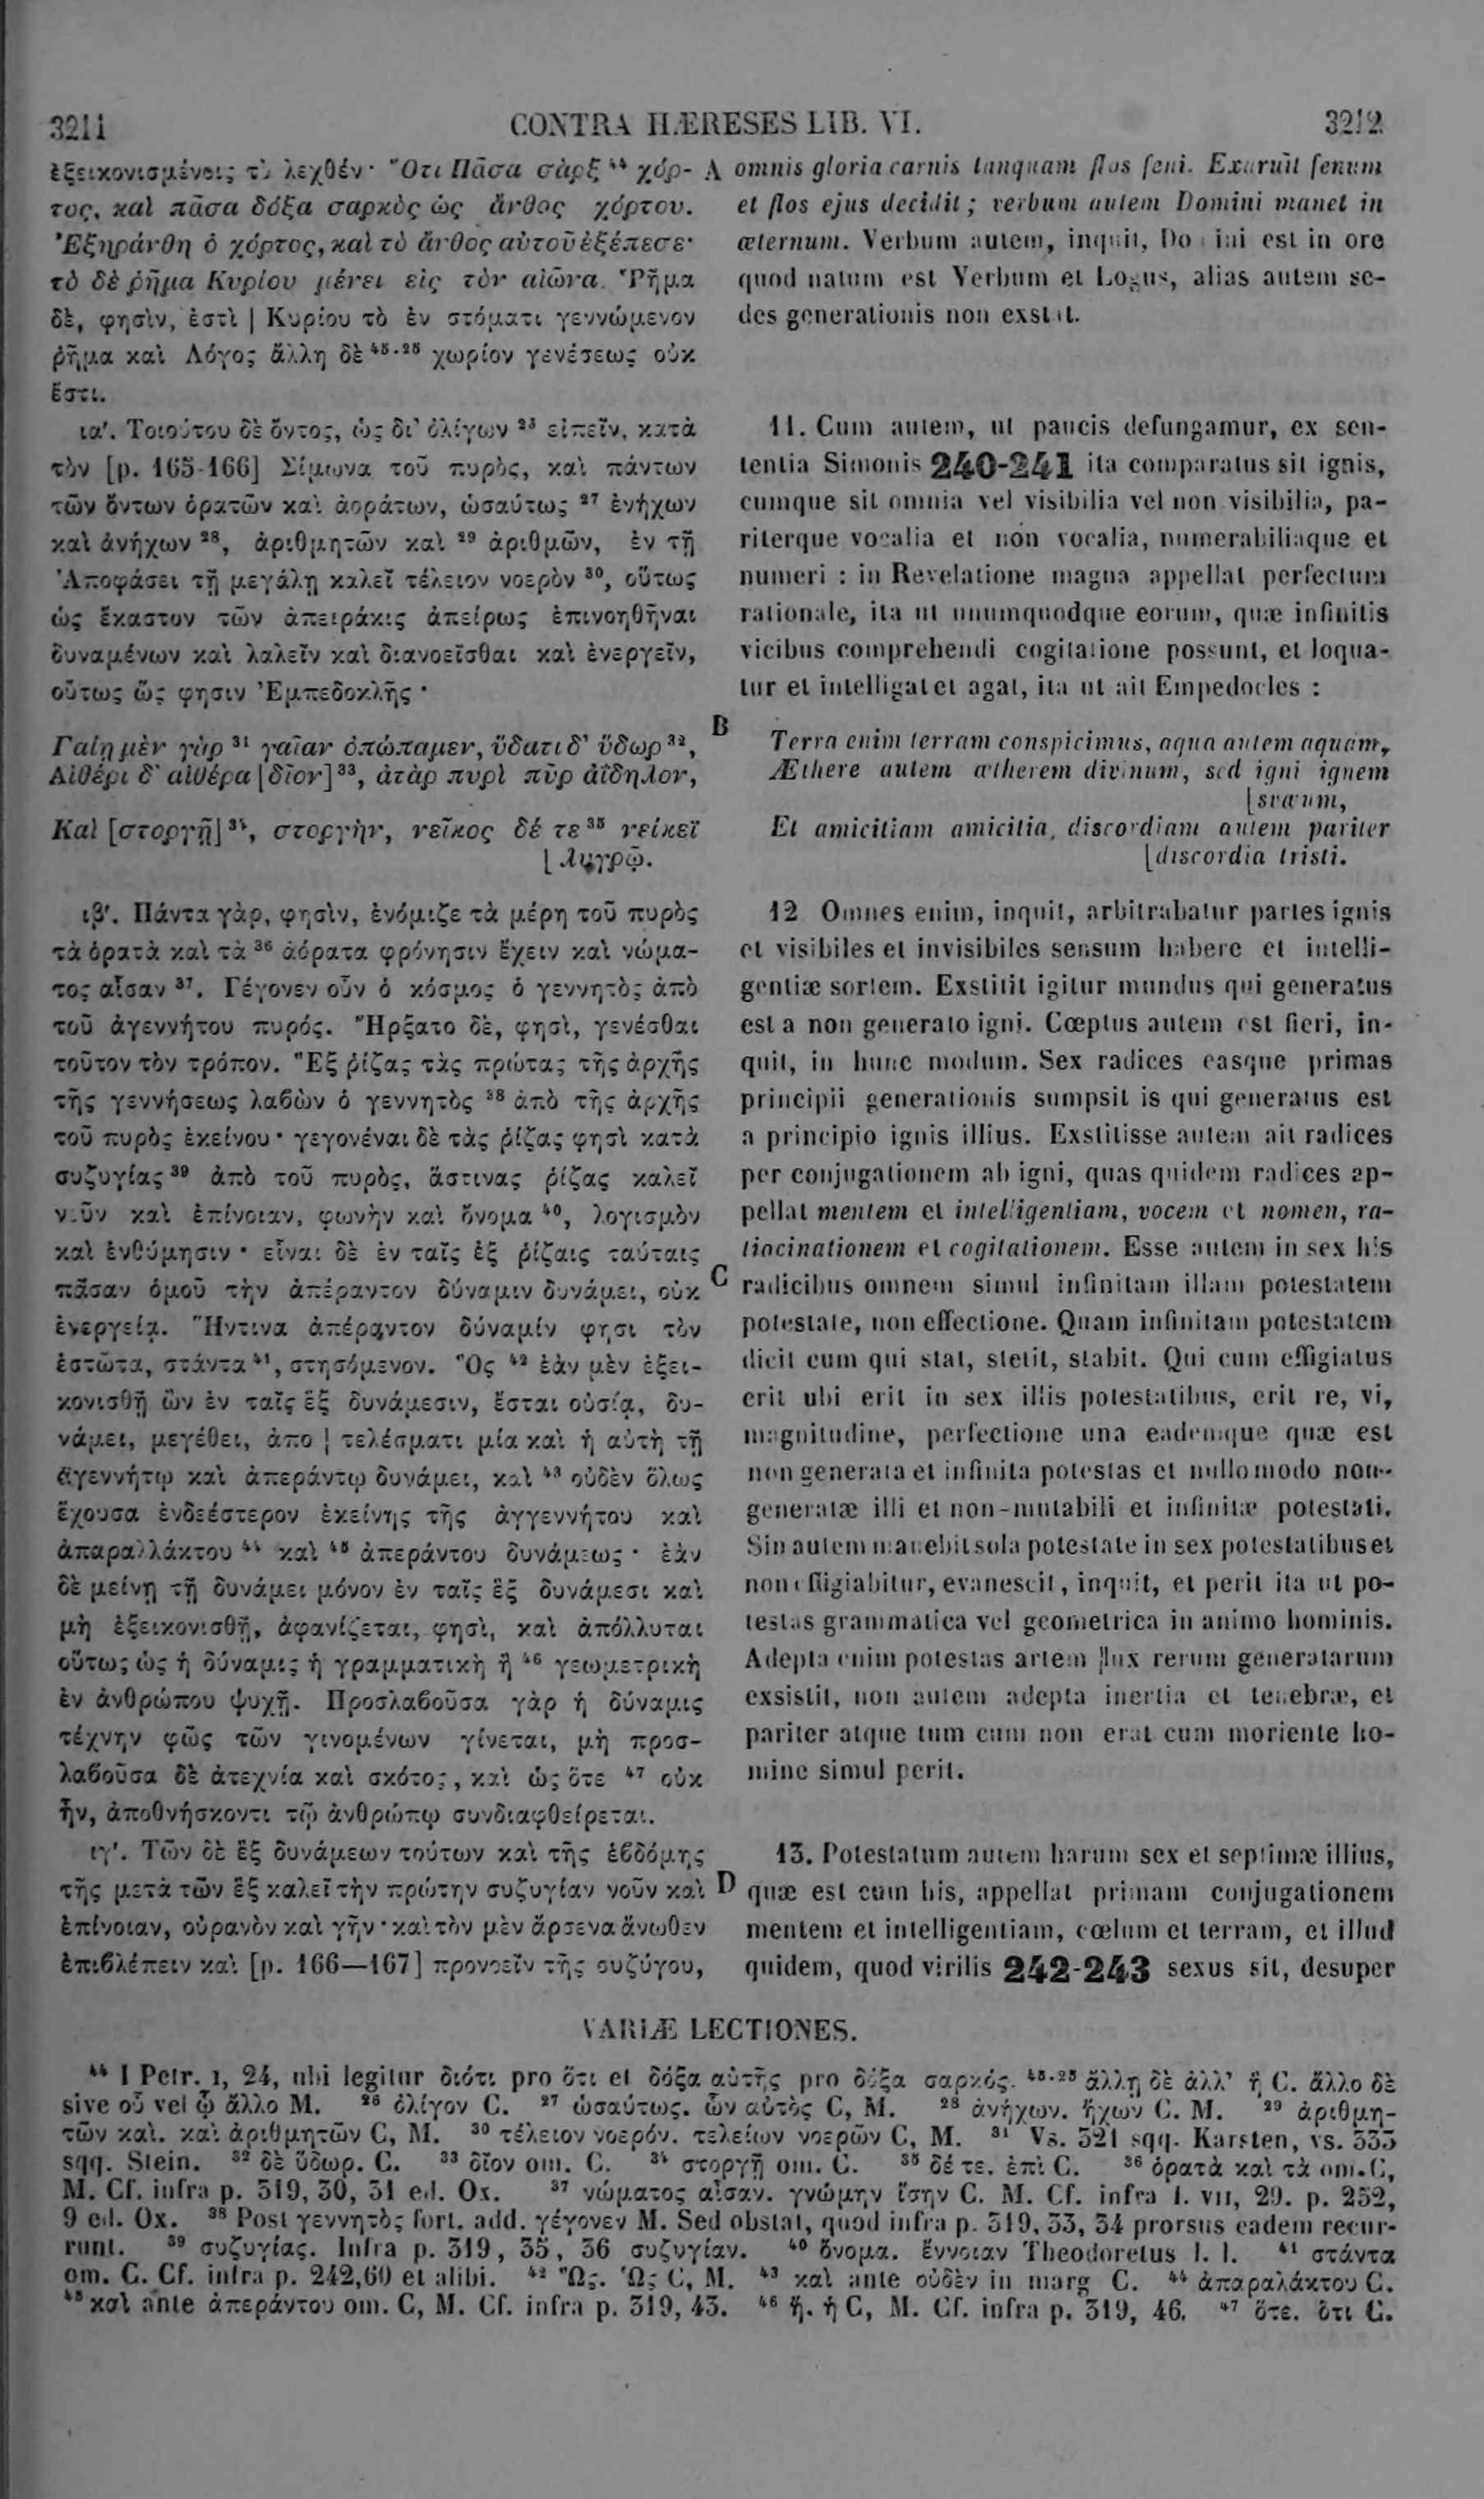 3211
CONTRA HÆRESES LIB. VI.
3212
ἐξεικονισμένοις τὸ λεχθέν· Ὅτι Πᾶσα σὰρξ ⁴⁴ χόρ-
τος, καὶ πᾶσα δόξα σαρκὸς ὡς ἄνθος χόρτου.
Ἐξηράνθη ὁ χόρτος, καὶ τὸ ἄνθος αὐτοῦ ἐξέπεσε·
τὸ δὲ ῥῆμα Κυρίου μένει εἰς τὸν αἰῶνα. Ῥῆμα
δὲ, φησὶν, ἐστὶ | Κυρίου τὸ ἐν στόματι γεννώμενον
ῥῆμα καὶ Λόγος ἄλλη δὲ ⁴⁵·²⁵ χωρίον γενέσεως οὐκ
ἔστι.
ια'. Τοιούτου δὲ ὄντος, ὡς δι' ὀλίγων ²⁶ εἰπεῖν, κατὰ
τὸν [p. 165-166] Σίμωνα τοῦ πυρὸς, καὶ πάντων
τῶν ὄντων ὁρατῶν καὶ ἀοράτων, ὡσαύτως ²⁷ ἐνήχων
καὶ ἀνήχων ²⁸, ἀριθμητῶν καὶ ²⁹ ἀριθμῶν, ἐν τῇ
Ἀποφάσει τῇ μεγάλῃ καλεῖ τέλειον νοερὸν ³⁰, οὕτως
ὡς ἕκαστον τῶν ἀπειράκις ἀπείρως ἐπινοηθῆναι
δυναμένων καὶ λαλεῖν καὶ διανοεῖσθαι καὶ ἐνεργεῖν,
οὕτως ὥς φησιν Ἐμπεδοκλῆς ·
Γαίῃ μὲν γὰρ ³¹ γαῖαν ὀπώπαμεν, ὕδατι δ' ὕδωρ ³²,
Αἰθέρι δ' αἰθέρα [δῖον] ³³, ἀτὰρ πυρὶ πῦρ ἀΐδηλον,
Καὶ [στοργῇ] ³⁴, στοργὴν, νεῖκος δέ τε ³⁵ νείκεϊ
[λυγρῷ.
ιβ'. Πάντα γὰρ, φησὶν, ἐνόμιζε τὰ μέρη τοῦ πυρὸς
τὰ ὁρατὰ καὶ τὰ ³⁶ ἀόρατα φρόνησιν ἔχειν καὶ νώμα-
τος αἶσαν ³⁷. Γέγονεν οὖν ὁ κόσμος ὁ γεννητὸς ἀπὸ
τοῦ ἀγεννήτου πυρός. Ἤρξατο δὲ, φησὶ, γενέσθαι
τοῦτον τὸν τρόπον. Ἓξ ῥίζας τὰς πρώτας τῆς ἀρχῆς
τῆς γεννήσεως λαβὼν ὁ γεννητὸς ³⁸ ἀπὸ τῆς ἀρχῆς
τοῦ πυρὸς ἐκείνου· γεγονέναι δὲ τὰς ῥίζας φησὶ κατὰ
συζυγίας ³⁹ ἀπὸ τοῦ πυρὸς, ἅστινας ῥίζας καλεῖ
νοῦν καὶ ἐπίνοιαν, φωνὴν καὶ ὄνομα ⁴⁰, λογισμὸν
καὶ ἐνθύμησιν · εἶναι δὲ ἐν ταῖς ἓξ ῥίζαις ταύταις
πᾶσαν ὁμοῦ τὴν ἀπέραντον δύναμιν δυνάμει, οὐκ
ἐνεργείᾳ. Ἥντινα ἀπέραντον δύναμίν φησι τὸν
ἑστῶτα, στάντα ⁴¹, στησόμενον. Ὃς ⁴² ἐὰν μὲν ἐξει-
κονισθῇ ὢν ἐν ταῖς ἓξ δυνάμεσιν, ἔσται οὐσίᾳ, δυ-
νάμει, μεγέθει, ἀπο | τελέσματι μία καὶ ἡ αὐτὴ τῇ
ἀγεννήτῳ καὶ ἀπεράντῳ δυνάμει, καὶ ⁴³ οὐδὲν ὅλως
ἔχουσα ἐνδεέστερον ἐκείνης τῆς ἀγγεννήτου καὶ
ἀπαραλλάκτου ⁴⁴ καὶ ⁴⁵ ἀπεράντου δυνάμεως · ἐὰν
δὲ μείνῃ τῇ δυνάμει μόνον ἐν ταῖς ἓξ δυνάμεσι καὶ
μὴ ἐξεικονισθῇ, ἀφανίζεται, φησὶ, καὶ ἀπόλλυται
οὕτως ὡς ἡ δύναμις ἡ γραμματικὴ ἢ ⁴⁶ γεωμετρικὴ
ἐν ἀνθρώπου ψυχῇ. Προσλαβοῦσα γὰρ ἡ δύναμις
τέχνην φῶς τῶν γινομένων γίνεται, μὴ προσ-
λαβοῦσα δὲ ἀτεχνία καὶ σκότος, καὶ ὡς ὅτε ⁴⁷ οὐκ
ἦν, ἀποθνήσκοντι τῷ ἀνθρώπῳ συνδιαφθείρεται.
ιγ'. Τῶν δὲ ἓξ δυνάμεων τούτων καὶ τῆς ἑβδόμης
τῆς μετὰ τῶν ἓξ καλεῖ τὴν πρώτην συζυγίαν νοῦν καὶ
ἐπίνοιαν, οὐρανὸν καὶ γῆν· καὶ τὸν μὲν ἄρσενα ἄνωθεν
ἐπιβλέπειν καὶ [p. 166—167] προνοεῖν τῆς συζύγου,
A
B
C
D
omnis gloria carnis tanquam flos feni. Exaruit fenum
et flos ejus decidit; verbum autem Domini manet in
æternum. Verbum autem, inquit, Domini est in ore
quod natum est Verbum et Logus, alias autem se-
des generationis non exstit.
11. Cum autem, ut paucis defungamur, ex sen-
tentia Simonis 240-241 ita comparatus sit ignis,
cumque sit omnia vel visibilia vel non visibilia, pa-
riterque vocalia et non vocalia, numerabiliaque et
numeri : in Revelatione magna appellat perfectum
rationale, ita ut unumquodque eorum, quæ infinitis
vicibus comprehendi cogitatione possunt, et loqua-
tur et intelligat et agat, ita ut ait Empedocles :
Terra enim terram conspicimus, aqua autem aquam,
Æthere autem ætherem divinum, sed igni ignem
[sævum,
Et amicitiam amicitia, discordiam autem pariter
[discordia tristi.
12 Omnes enim, inquit, arbitrabatur partes ignis
et visibiles et invisibiles sensum habere et intelli-
gentiæ sortem. Exstitit igitur mundus qui generatus
est a non generato igni. Cœptus autem est fieri, in-
quit, in hunc modum. Sex radices easque primas
principii generationis sumpsit is qui generatus est
a principio ignis illius. Exstitisse autem ait radices
per conjugationem ab igni, quas quidem radices ap-
pellat mentem et intelligentiam, vocem et nomen, ra-
tiocinationem et cogitationem. Esse autem in sex his
radicibus omnem simul infinitam illam potestatem
potestate, non effectione. Quam infinitam potestatem
dicit eum qui stat, stetit, stabit. Qui cum effigiatus
erit ubi erit in sex illis potestatibus, erit re, vi,
magnitudine, perfectione una eademque quæ est
non generata et infinita potestas et nullo modo non-
generatæ illi et non-mutabili et infinitæ potestati.
Sin autem manebit sola potestate in sex potestatibus et
non effigiabitur, evanescit, inquit, et perit ita ut po-
testas grammatica vel geometrica in animo hominis.
Adepta enim potestas artem lux rerum generatarum
exsistit, non autem adepta inertia et tenebræ, et
pariter atque tum cum non erat cum moriente ho-
mine simul perit.
13. Potestatum autem harum sex et septimæ illius,
quæ est cum his, appellat primam conjugationem
mentem et intelligentiam, cœlum et terram, et illud
quidem, quod virilis 242-243 sexus sit, desuper
VARIÆ LECTIONES.
⁴⁴ I Petr. I, 24, ubi legitur διότι pro ὅτι et δόξα αὐτῆς pro δόξα σαρκός. ⁴⁵·²⁵ ἄλλη δὲ ἀλλ' ἢ C. ἄλλο δὲ
sive οὗ vel ᾧ ἄλλο M. ²⁶ ὀλίγον C. ²⁷ ὡσαύτως. ὧν αὐτὸς C, M. ²⁸ ἀνήχων. ἤχων C. M. ²⁹ ἀριθμη-
τῶν καὶ. καὶ ἀριθμητῶν C, M. ³⁰ τέλειον νοερόν. τελείων νοερῶν C, M. ³¹ Vs. 321 sqq. Karsten, vs. 333
sqq. Stein. ³² δὲ ὕδωρ. C. ³³ δῖον om. C. ³⁴ στοργῇ om. C. ³⁵ δέ τε. ἐπὶ C. ³⁶ ὁρατὰ καὶ τὰ om. C,
M. Cf. infra p. 319, 30, 31 ed. Ox. ³⁷ νώματος αἶσαν. γνώμην ἴσην C. M. Cf. infra l. VII, 29. p. 252,
9 ed. Ox. ³⁸ Post γεννητὸς fort. add. γέγονεν M. Sed obstat, quod infra p. 319, 33, 34 prorsus eadem recur-
runt. ³⁹ συζυγίας. Infra p. 319, 35, 36 συζυγίαν. ⁴⁰ ὄνομα. ἔννοιαν Theodoretus l. l. ⁴¹ στάντα
om. C. Cf. infra p. 242, 60 et alibi. ⁴² Ὃς. Ὡς C, M. ⁴³ καὶ ante οὐδὲν in marg C. ⁴⁴ ἀπαραλάκτου C.
⁴⁵ καὶ ante ἀπεράντου om. C, M. Cf. infra p. 319, 43. ⁴⁶ ἤ. ἡ C, M. Cf. infra p. 319, 46. ⁴⁷ ὅτε. ὅτι C.